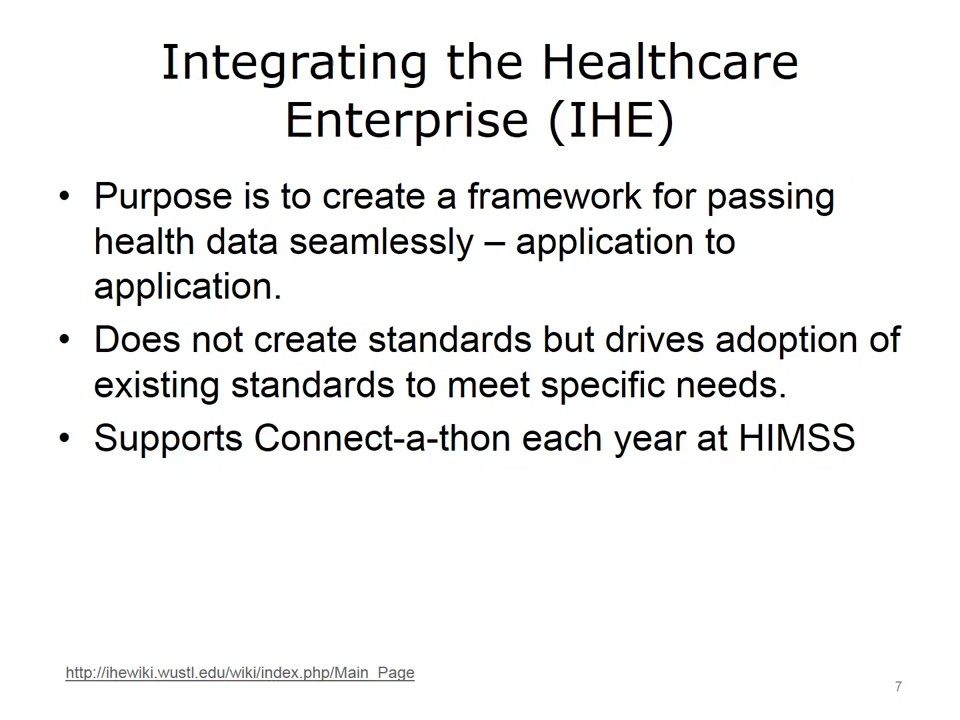 Integrating the Healthcare
Enterprise (IHE)
• Purpose is to create a framework for passing
health data seamlessly – application to
application.
• Does not create standards but drives adoption of
existing standards to meet specific needs.
• Supports Connect-a-thon each year at HIMSS
http://ihewiki.wustl.edu/wiki/index.php/Main_Page
7